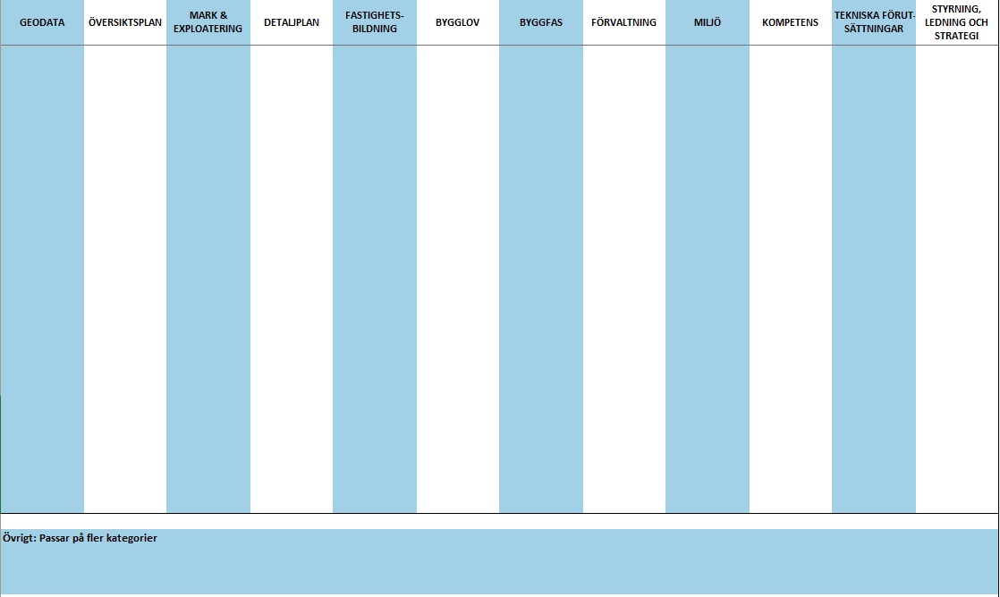 GEODATA
ÖVERSIKTSPLAN
MARK &
EXPLOATERING
DETALJPLAN
FASTIGHETS-
BILDNING
BYGGLOV
BYGGFAS
FÖRVALTNING
MILJÖ
KOMPETENS
TEKNISKA FÖRUT-
SÄTTNINGAR
STYRNING,
LEDNING OCH
STRATEGI
Övrigt: Passar på fler kategorier